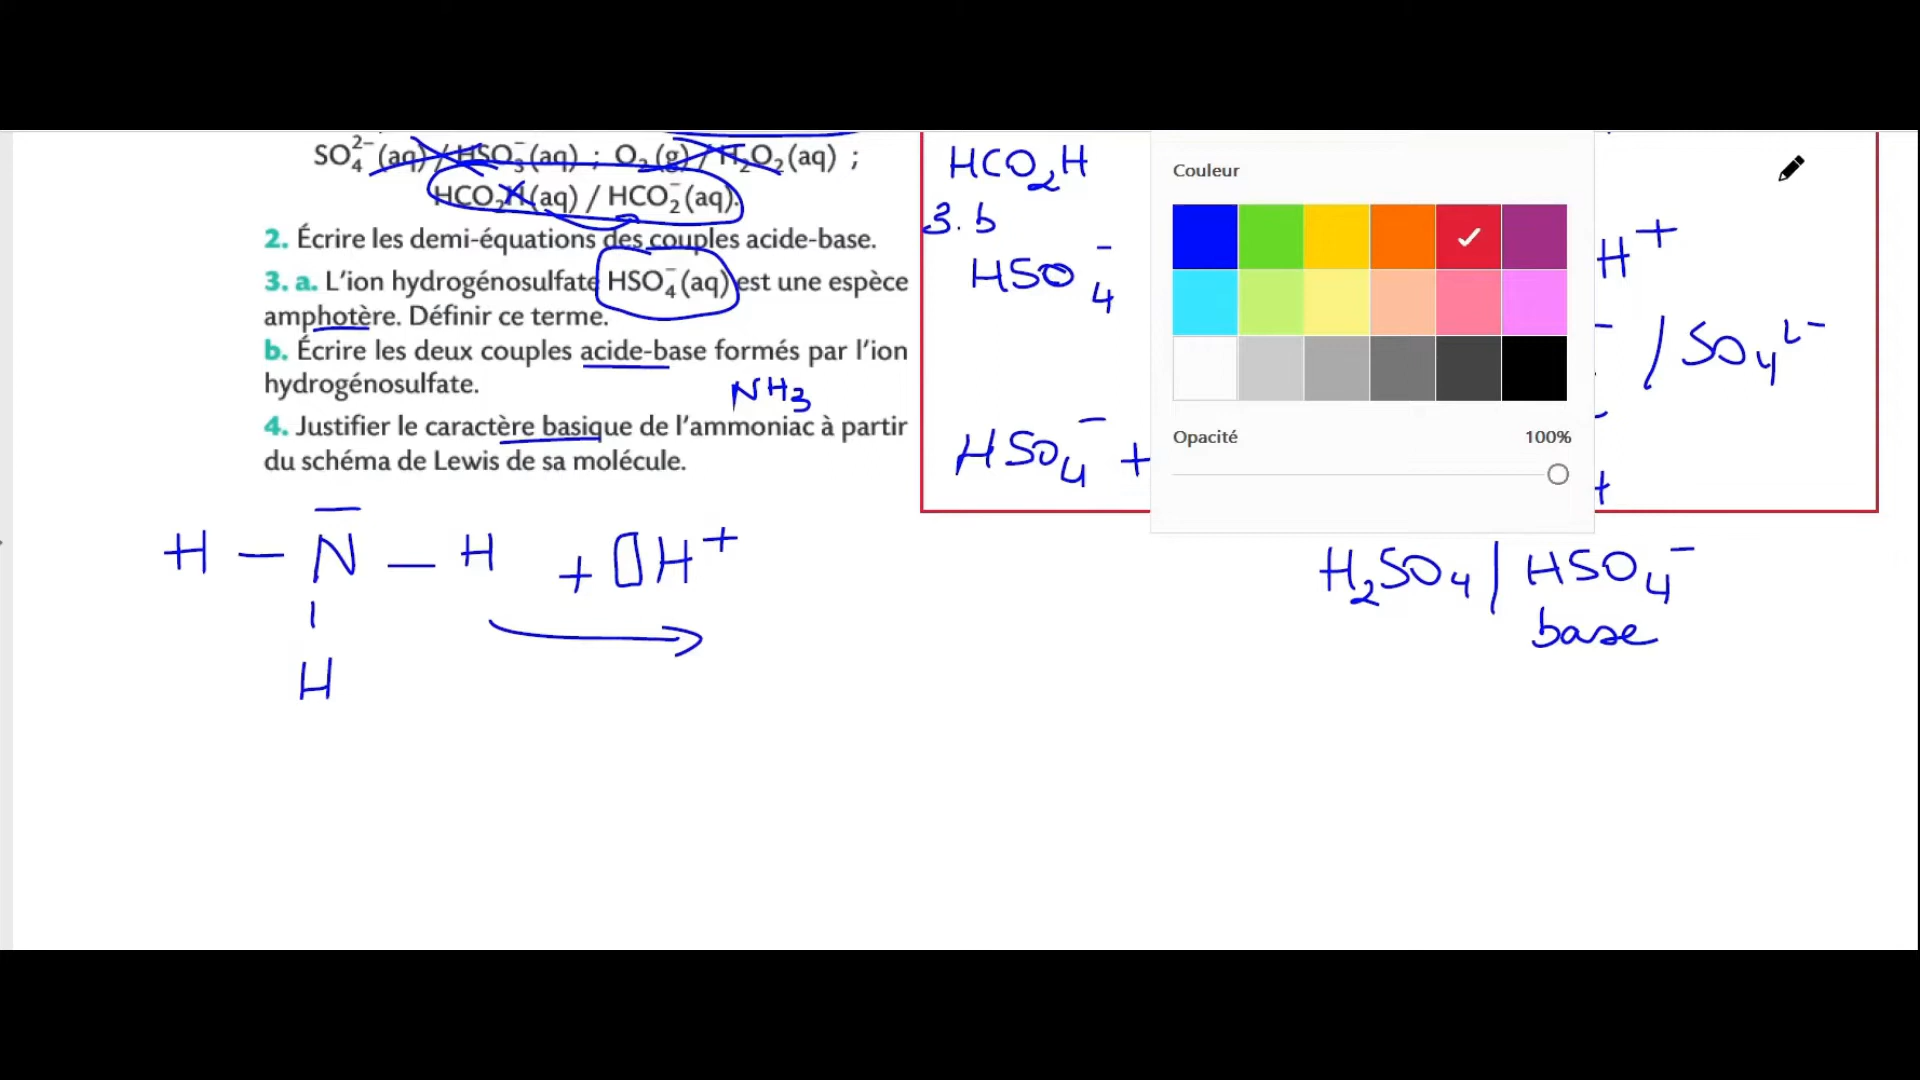 SO₄²⁻(aq) / HSO₃⁻(aq) ; O₂(g) / H₂O₂(aq) ;
HCO₂H(aq) / HCO₂⁻(aq).
2. Écrire les demi-équations des couples acide-base.
3. a. L'ion hydrogénosulfate HSO₄⁻(aq) est une espèce
amphotère. Définir ce terme.
b. Écrire les deux couples acide-base formés par l'ion
hydrogénosulfate.
NH₃
4. Justifier le caractère basique de l'ammoniac à partir
du schéma de Lewis de sa molécule.
H — N — H + H⁺
H
HCO₂H
3.b
HSO₄⁻
H⁺
/ SO₄²⁻
HSO₄⁻ +
H₂SO₄ | HSO₄⁻
base
Couleur
Opacité 100%